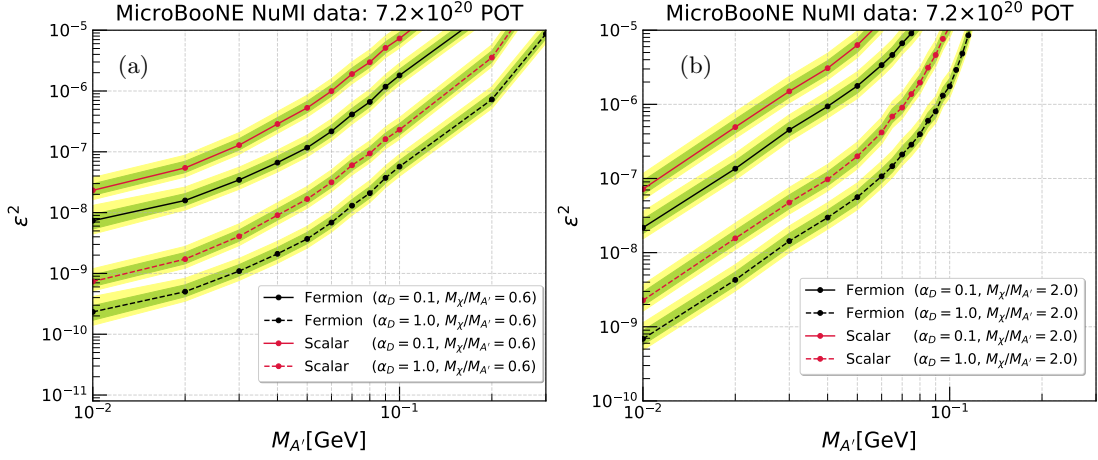 MicroBooNE NuMI data: 7.2×10²⁰ POT
(a)
ε²
10⁻⁵
10⁻⁶
10⁻⁷
10⁻⁸
10⁻⁹
10⁻¹⁰
10⁻¹¹
Fermion (α_D = 0.1, M_χ/M_A′ = 0.6)
Fermion (α_D = 1.0, M_χ/M_A′ = 0.6)
Scalar (α_D = 0.1, M_χ/M_A′ = 0.6)
Scalar (α_D = 1.0, M_χ/M_A′ = 0.6)
10⁻² 10⁻¹
M_A′[GeV]
MicroBooNE NuMI data: 7.2×10²⁰ POT
(b)
ε²
10⁻⁵
10⁻⁶
10⁻⁷
10⁻⁸
10⁻⁹
10⁻¹⁰
Fermion (α_D = 0.1, M_χ/M_A′ = 2.0)
Fermion (α_D = 1.0, M_χ/M_A′ = 2.0)
Scalar (α_D = 0.1, M_χ/M_A′ = 2.0)
Scalar (α_D = 1.0, M_χ/M_A′ = 2.0)
10⁻² 10⁻¹
M_A′[GeV]